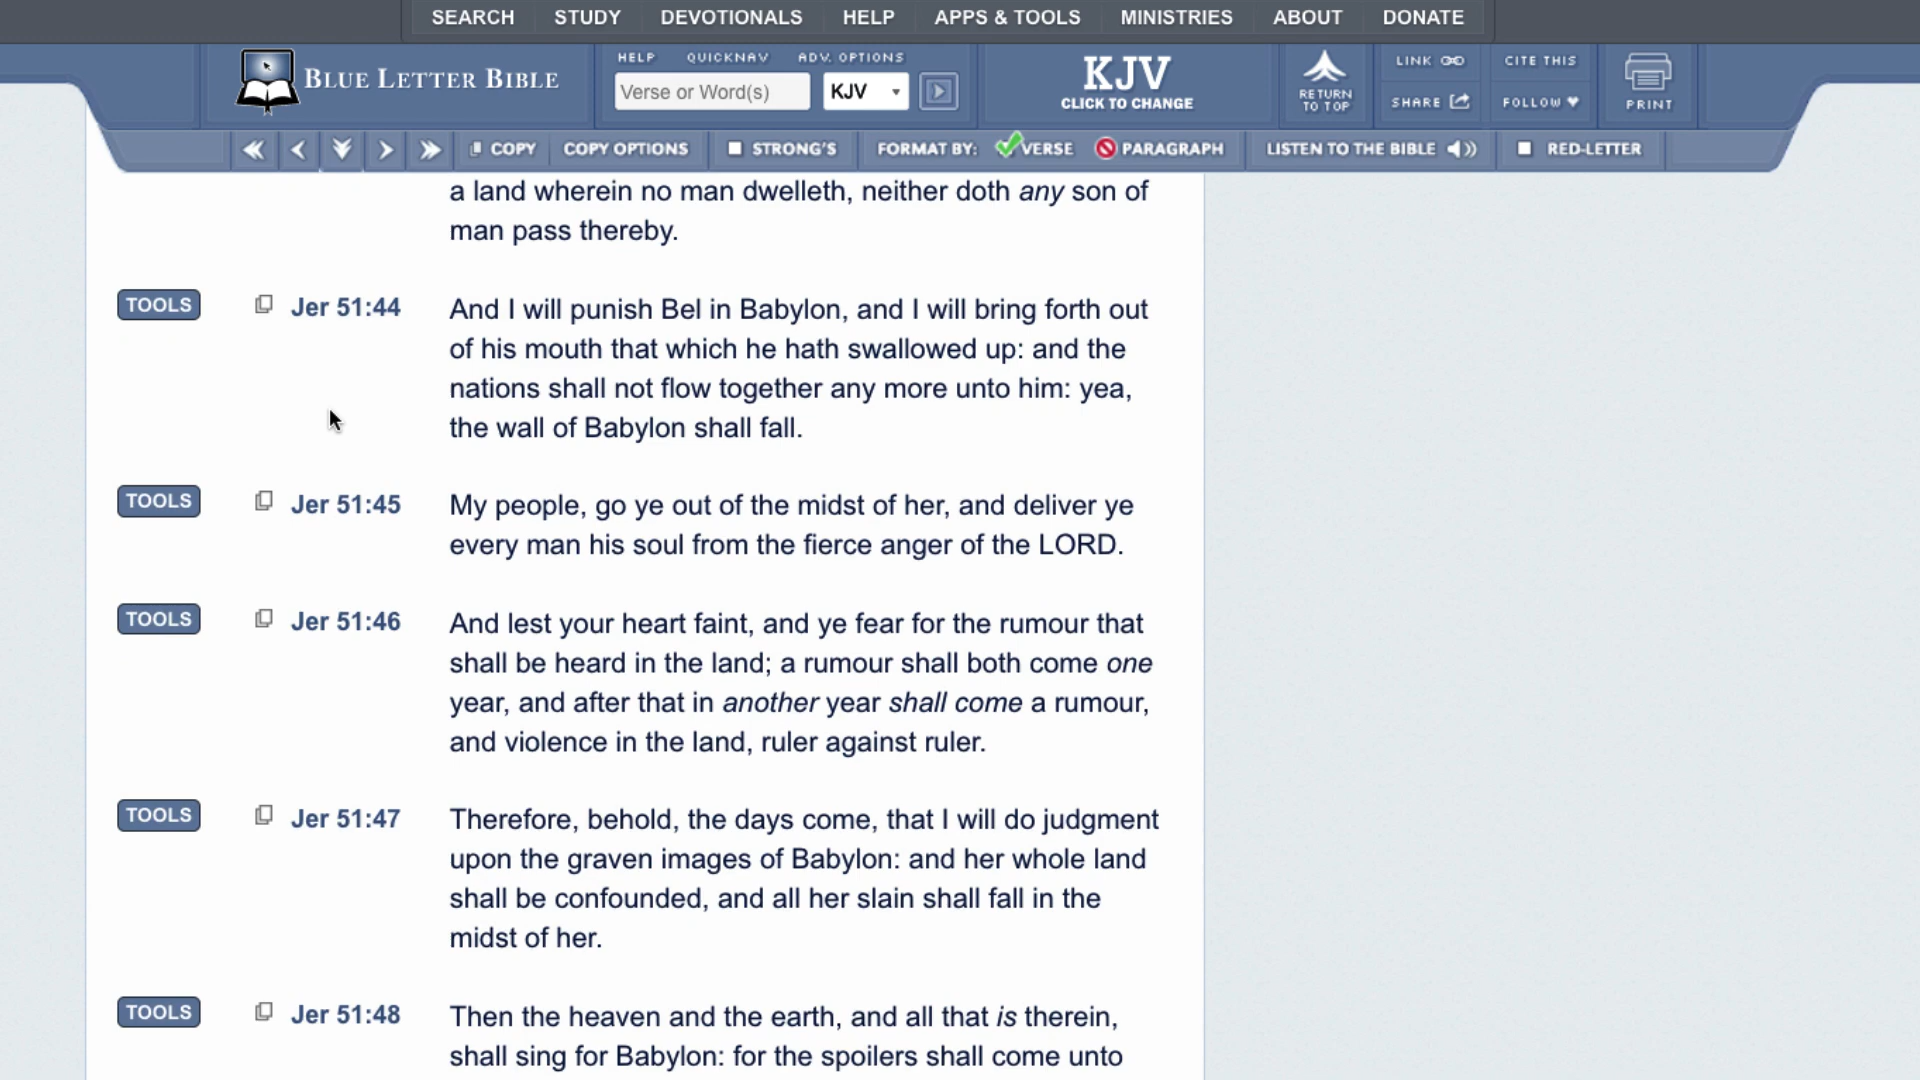 SEARCH STUDY DEVOTIONALS HELP APPS & TOOLS MINISTRIES ABOUT DONATE
BLUE LETTER BIBLE
HELP QUICKNAV ADV. OPTIONS
Verse or Word(s) KJV
KJV
CLICK TO CHANGE
RETURN
TO TOP
LINK
SHARE
CITE THIS
FOLLOW
PRINT
COPY COPY OPTIONS STRONG'S FORMAT BY: VERSE PARAGRAPH LISTEN TO THE BIBLE RED-LETTER
a land wherein no man dwelleth, neither doth any son of
man pass thereby.
TOOLS Jer 51:44 And I will punish Bel in Babylon, and I will bring forth out
of his mouth that which he hath swallowed up: and the
nations shall not flow together any more unto him: yea,
the wall of Babylon shall fall.
TOOLS Jer 51:45 My people, go ye out of the midst of her, and deliver ye
every man his soul from the fierce anger of the LORD.
TOOLS Jer 51:46 And lest your heart faint, and ye fear for the rumour that
shall be heard in the land; a rumour shall both come one
year, and after that in another year shall come a rumour,
and violence in the land, ruler against ruler.
TOOLS Jer 51:47 Therefore, behold, the days come, that I will do judgment
upon the graven images of Babylon: and her whole land
shall be confounded, and all her slain shall fall in the
midst of her.
TOOLS Jer 51:48 Then the heaven and the earth, and all that is therein,
shall sing for Babylon: for the spoilers shall come unto